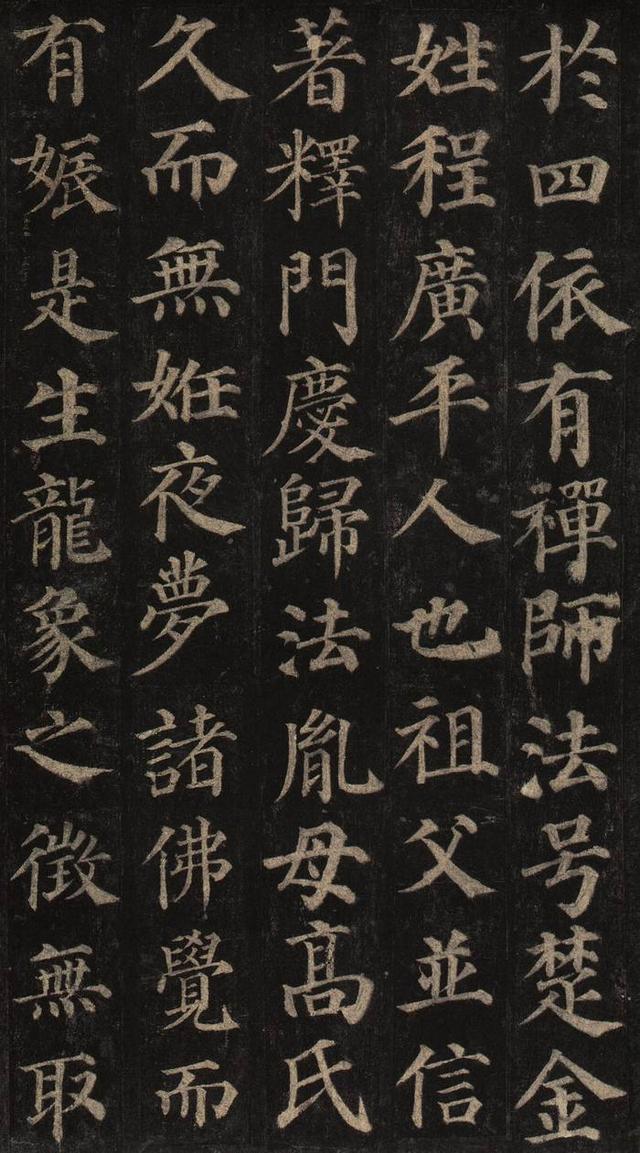 於四依有禪師法号楚金
姓程廣平人也祖父並信
著釋門慶歸法胤母高氏
久而無姙夜夢諸佛覺而
有娠是生龍象之徵無取